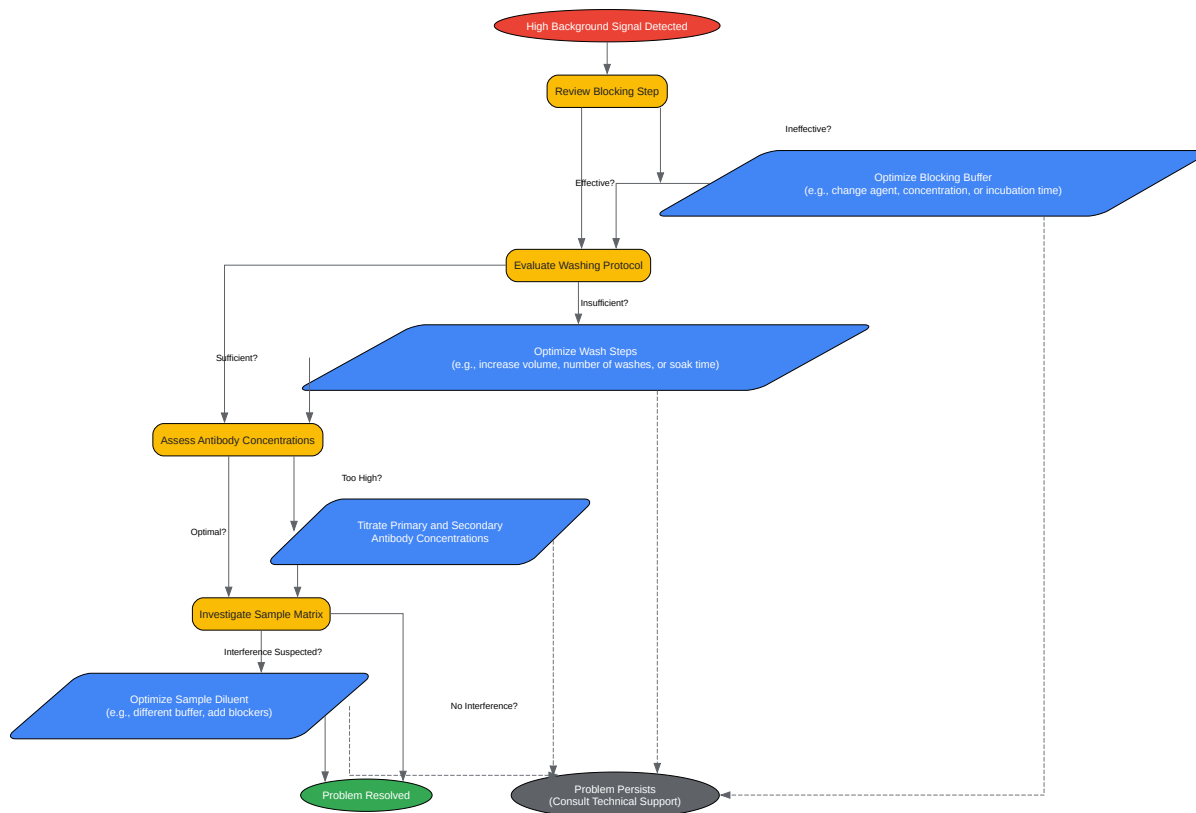 High Background Signal Detected
Review Blocking Step
Ineffective?
Optimize Blocking Buffer
(e.g., change agent, concentration, or incubation time)
Effective?
Evaluate Washing Protocol
Insufficient?
Optimize Wash Steps
(e.g., increase volume, number of washes, or soak time)
Sufficient?
Assess Antibody Concentrations
Too High?
Titrate Primary and Secondary
Antibody Concentrations
Optimal?
Investigate Sample Matrix
Interference Suspected?
Optimize Sample Diluent
(e.g., different buffer, add blockers)
No Interference?
Problem Resolved
Problem Persists
(Consult Technical Support)